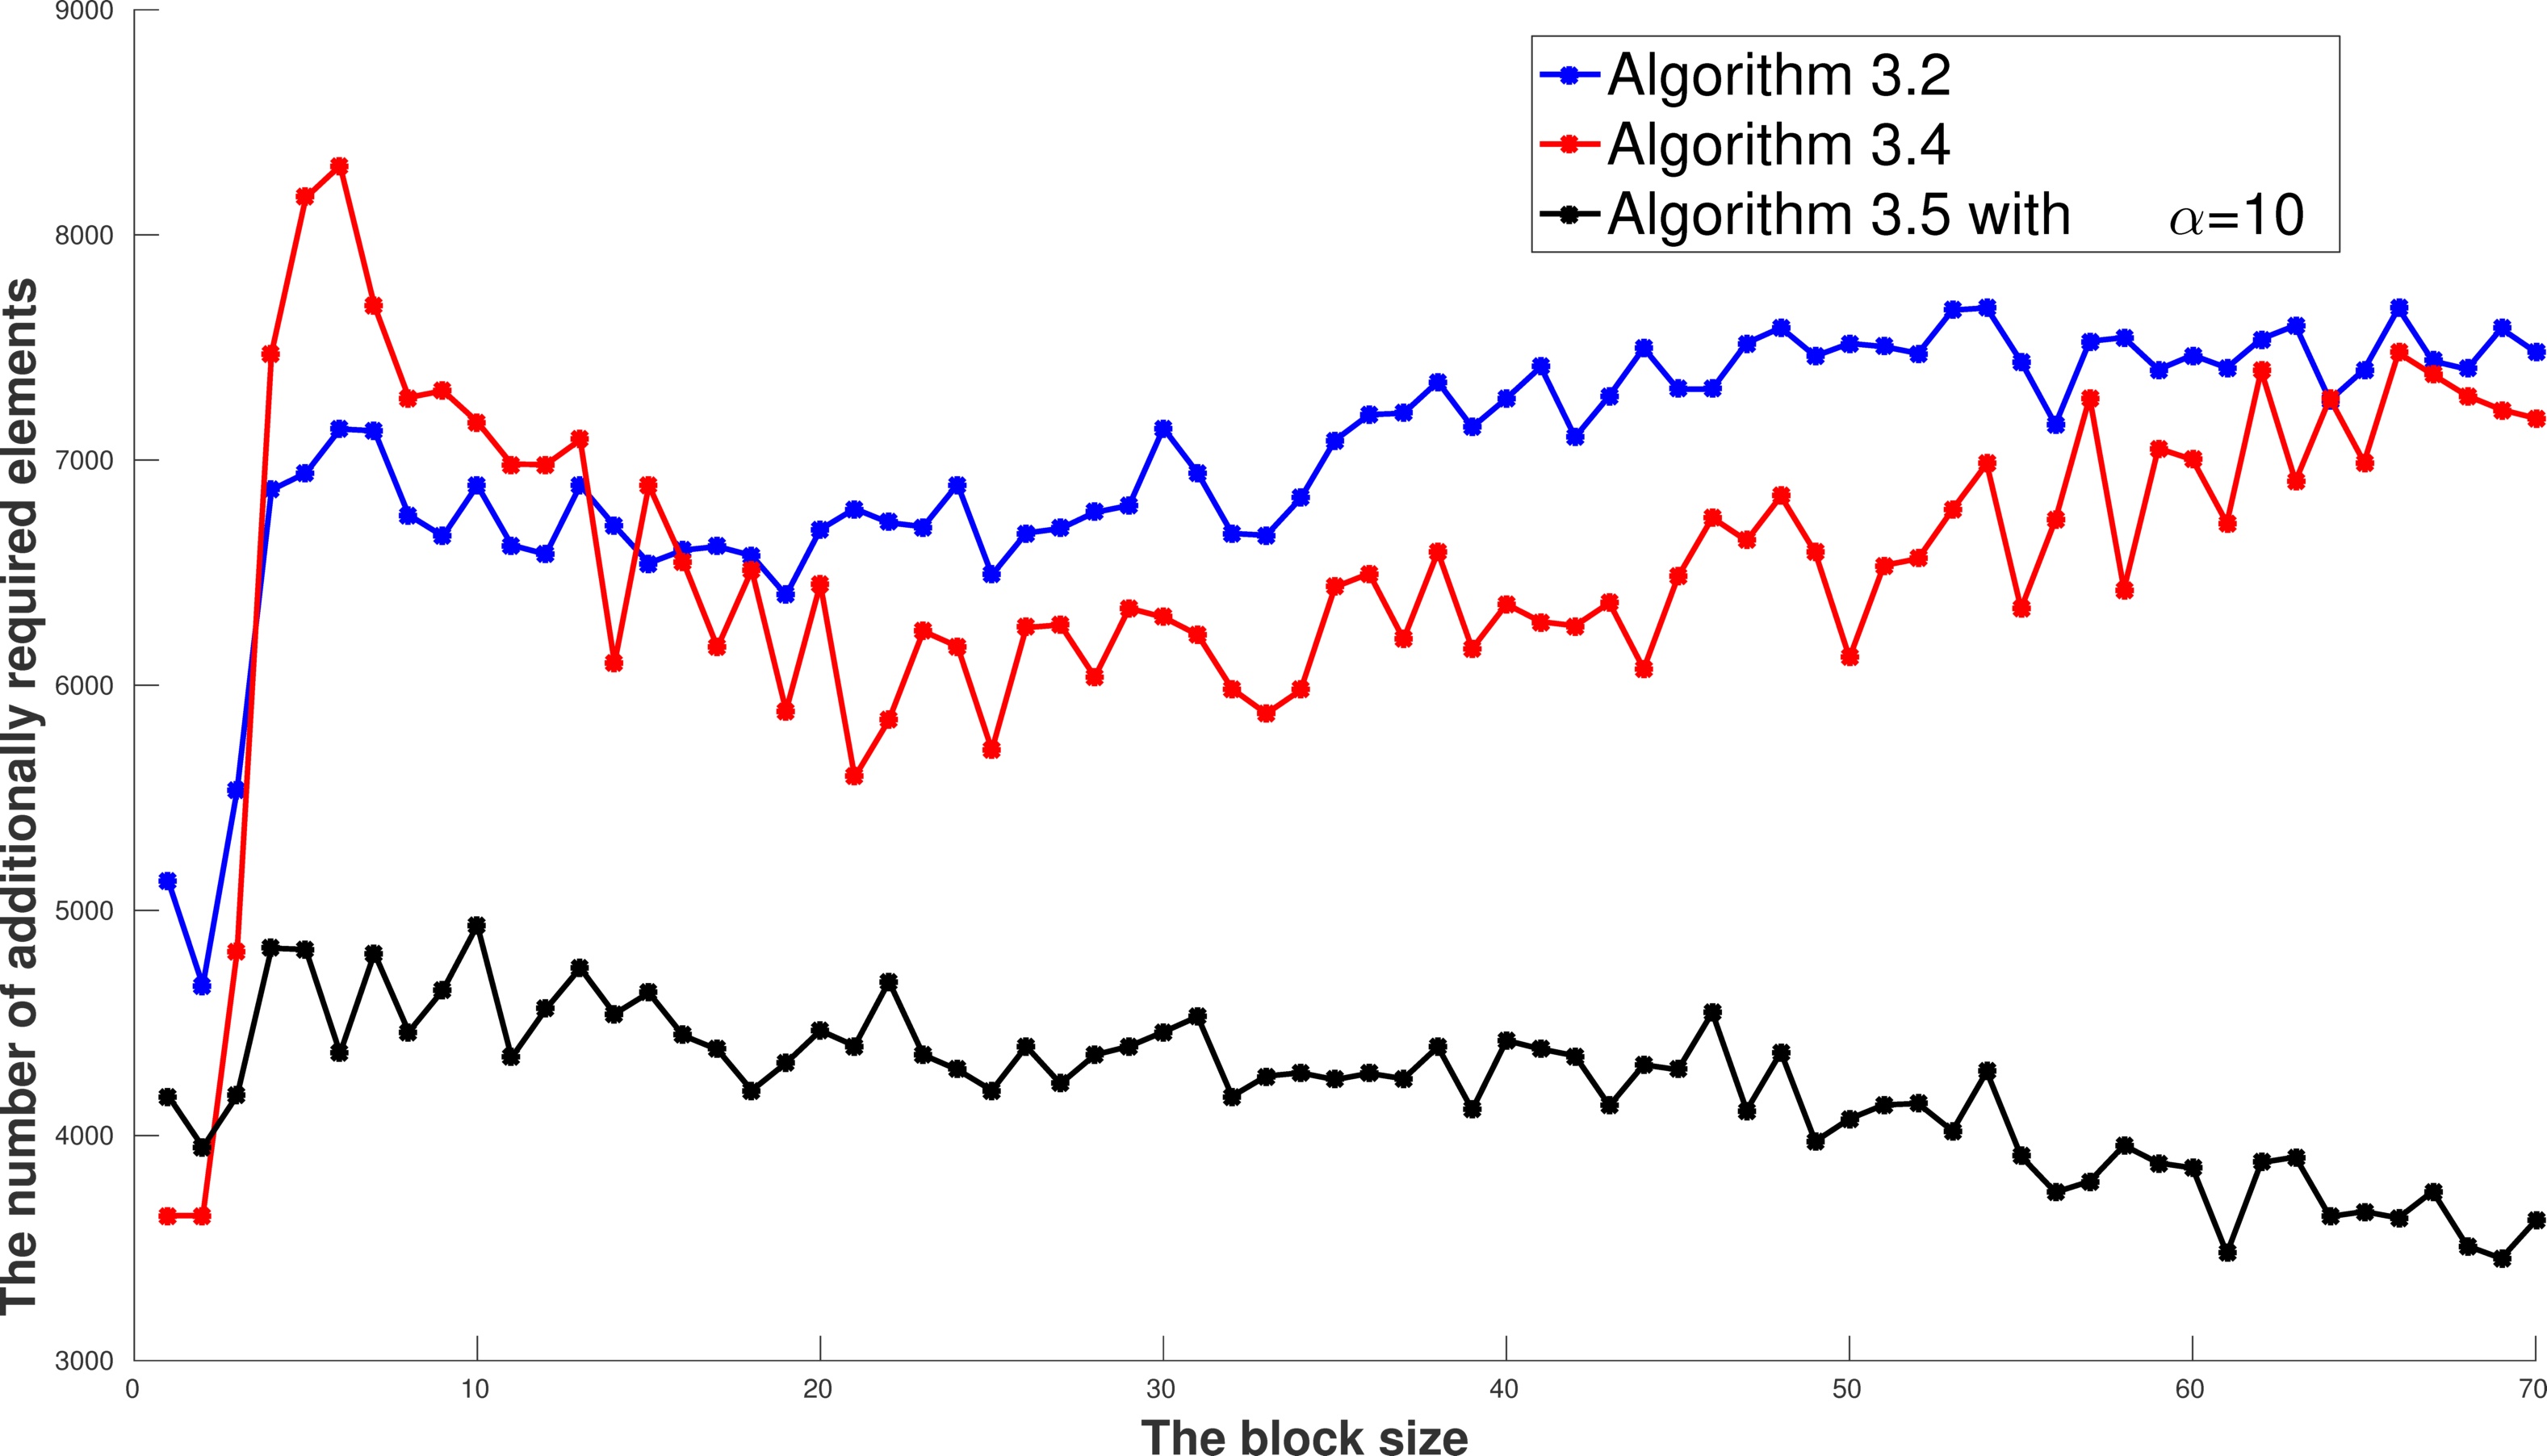 9000
8000
7000
6000
5000
4000
3000
The number of additionally required elements
Algorithm 3.2
Algorithm 3.4
Algorithm 3.5 with α=10
0 10 20 30 40 50 60 70
The block size